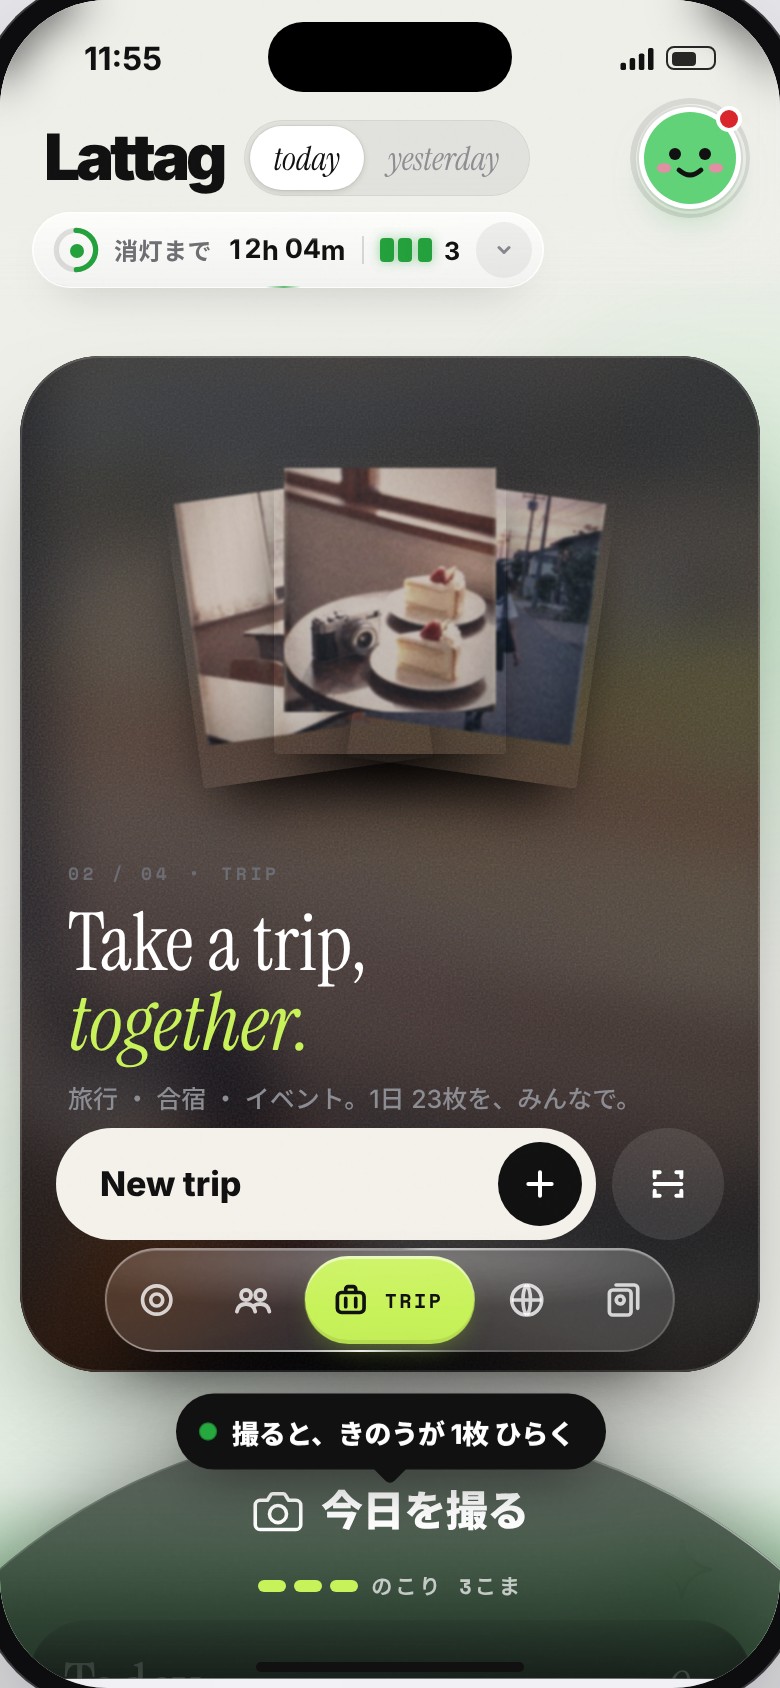 11:55
Lattag today yesterday
消灯まで 12h 04m 3
02 / 04 · TRIP
Take a trip,
together.
旅行 ・ 合宿 ・ イベント。1日 23枚を、みんなで。
New trip
TRIP
撮ると、きのうが 1枚 ひらく
今日を撮る
のこり 3こま